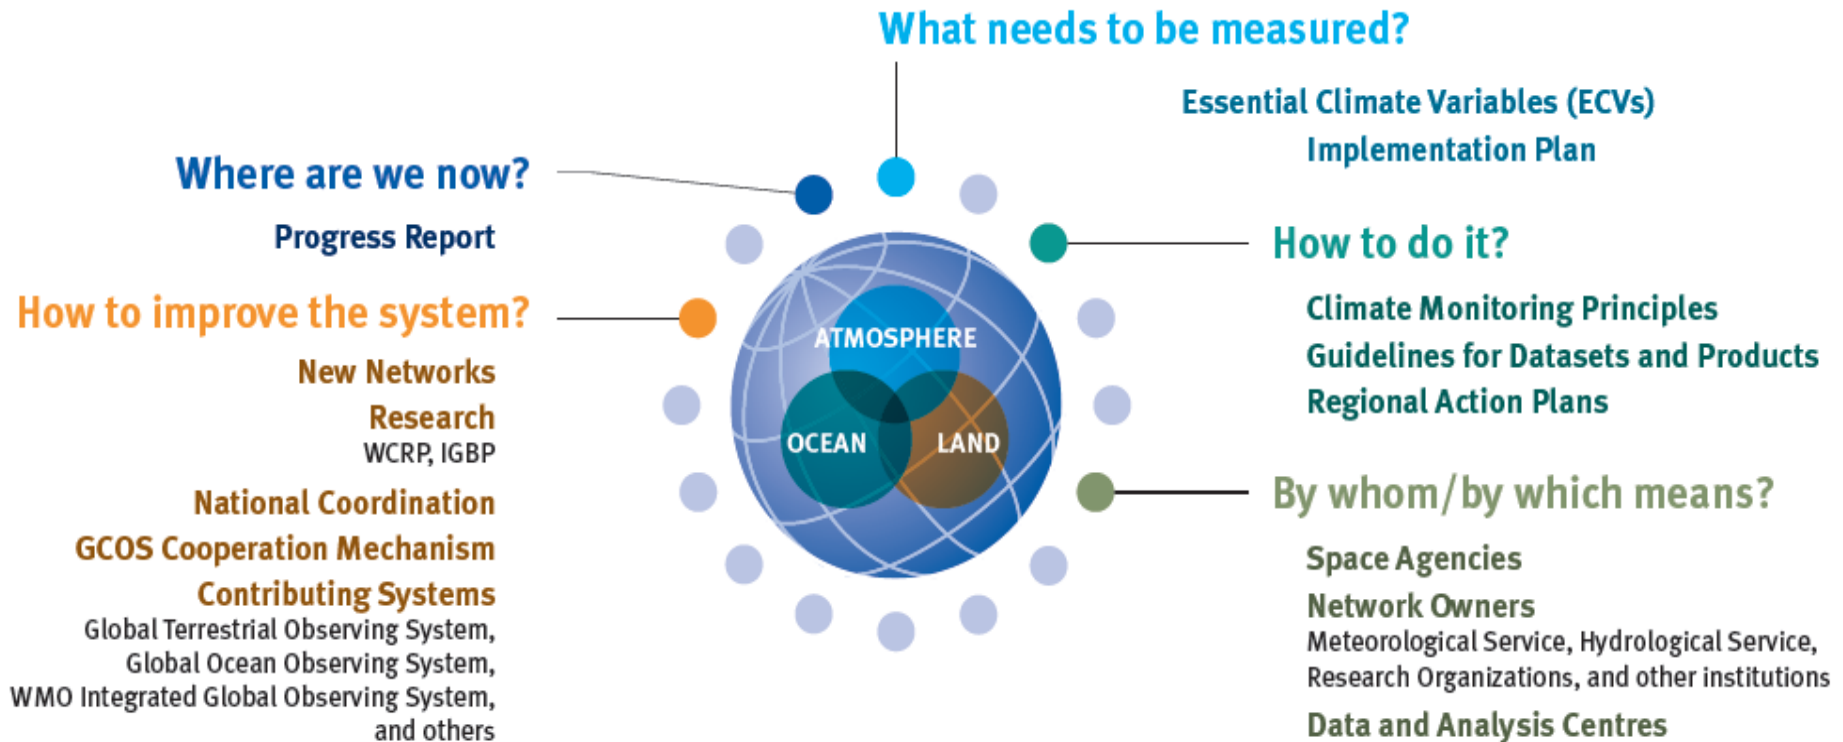 What needs to be measured?
Essential Climate Variables (ECVs)
Implementation Plan
Where are we now?
Progress Report
How to do it?
Climate Monitoring Principles
Guidelines for Datasets and Products
Regional Action Plans
How to improve the system?
New Networks
Research
WCRP, IGBP
National Coordination
GCOS Cooperation Mechanism
Contributing Systems
Global Terrestrial Observing System,
Global Ocean Observing System,
WMO Integrated Global Observing System,
and others
ATMOSPHERE
OCEAN
LAND
By whom/by which means?
Space Agencies
Network Owners
Meteorological Service, Hydrological Service,
Research Organizations, and other institutions
Data and Analysis Centres